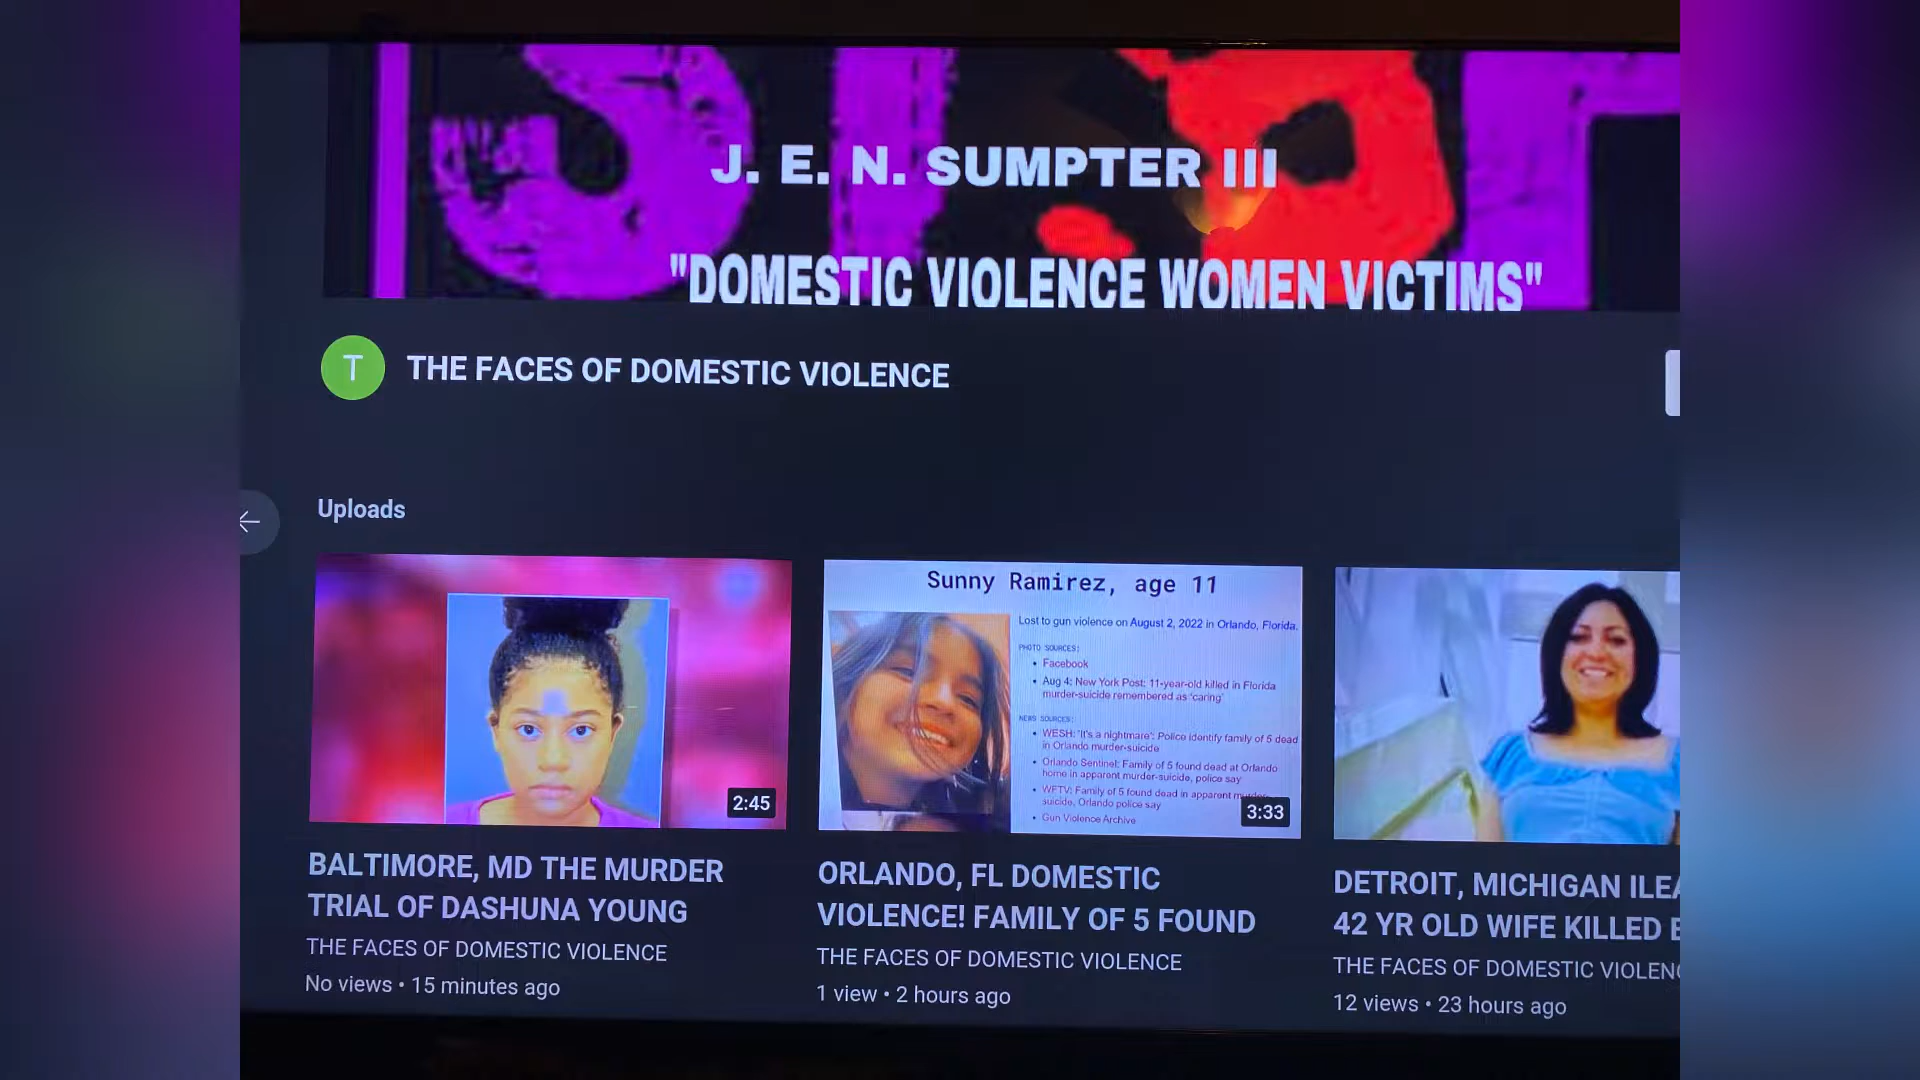 J. E. N. SUMPTER III
"DOMESTIC VIOLENCE WOMEN VICTIMS"
T
THE FACES OF DOMESTIC VIOLENCE
Uploads
2:45
BALTIMORE, MD THE MURDER
TRIAL OF DASHUNA YOUNG
THE FACES OF DOMESTIC VIOLENCE
No views • 15 minutes ago
Sunny Ramirez, age 11
Lost to gun violence on August 2, 2022 in Orlando, Florida.
PHOTO SOURCES:
• Facebook
• Aug 4: New York Post: 11-year-old killed in Florida
murder-suicide remembered as 'caring'
NEWS SOURCES:
• WESH: "It's a nightmare': Police identify family of 5 dead
in Orlando murder-suicide
• Orlando Sentinel: Family of 5 found dead at Orlando
home in apparent murder-suicide, police say
• WFTV: Family of 5 found dead in apparent murder-
suicide, Orlando police say
• Gun Violence Archive
3:33
ORLANDO, FL DOMESTIC
VIOLENCE! FAMILY OF 5 FOUND
THE FACES OF DOMESTIC VIOLENCE
1 view • 2 hours ago
DETROIT, MICHIGAN
42 YR OLD WIFE KILLED
THE FACES OF DOMESTIC
12 views • 23 hours ago